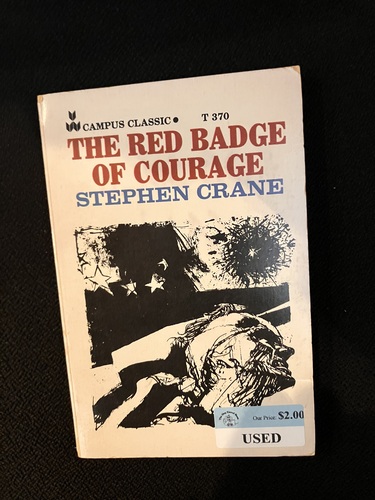 CAMPUS CLASSIC • T 370
THE RED BADGE
OF COURAGE
STEPHEN CRANE
Our Price: $2.00
USED